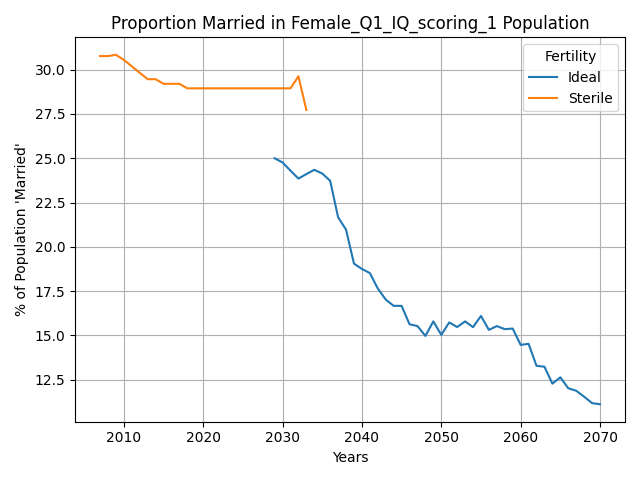 Proportion Married in Female_Q1_IQ_scoring_1 Population
Fertility
Ideal
Sterile
% of Population 'Married'
30.0
27.5
25.0
22.5
20.0
17.5
15.0
12.5
2010 2020 2030 2040 2050 2060 2070
Years